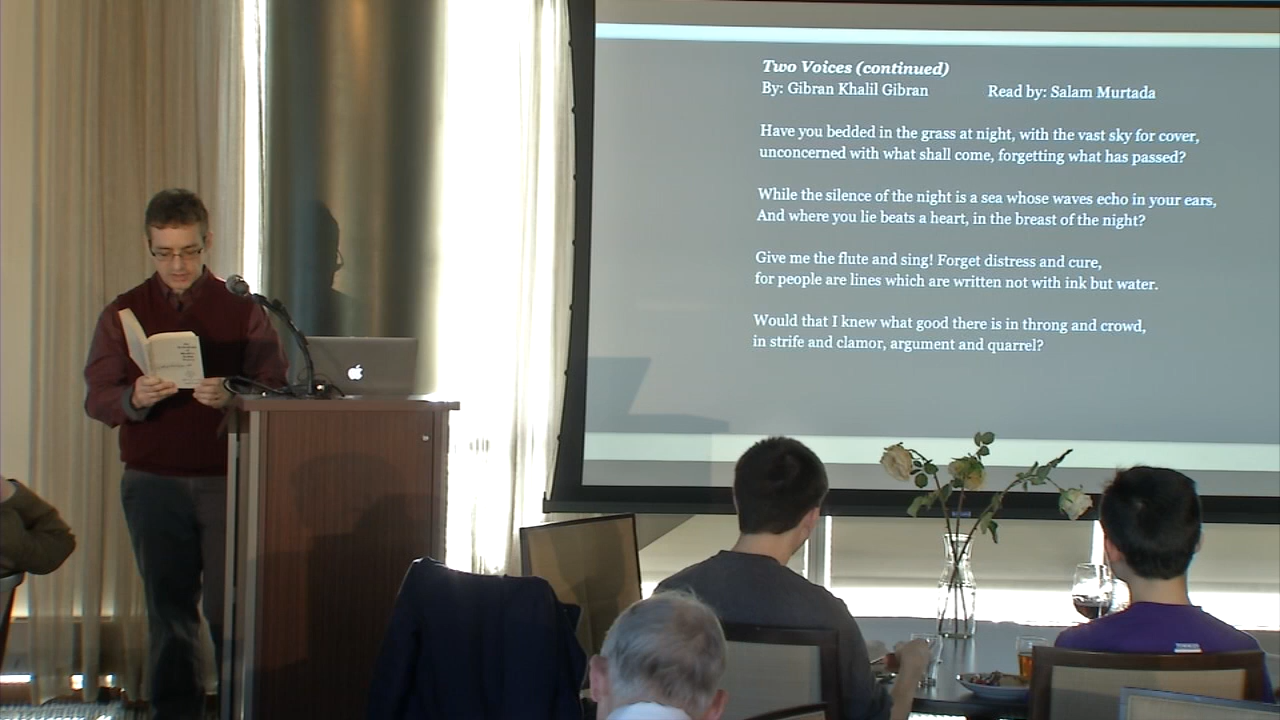 Two Voices (continued)
By: Gibran Khalil Gibran Read by: Salam Murtada
Have you bedded in the grass at night, with the vast sky for cover,
unconcerned with what shall come, forgetting what has passed?
While the silence of the night is a sea whose waves echo in your ears,
And where you lie beats a heart, in the breast of the night?
Give me the flute and sing! Forget distress and cure,
for people are lines which are written not with ink but water.
Would that I knew what good there is in throng and crowd,
in strife and clamor, argument and quarrel?